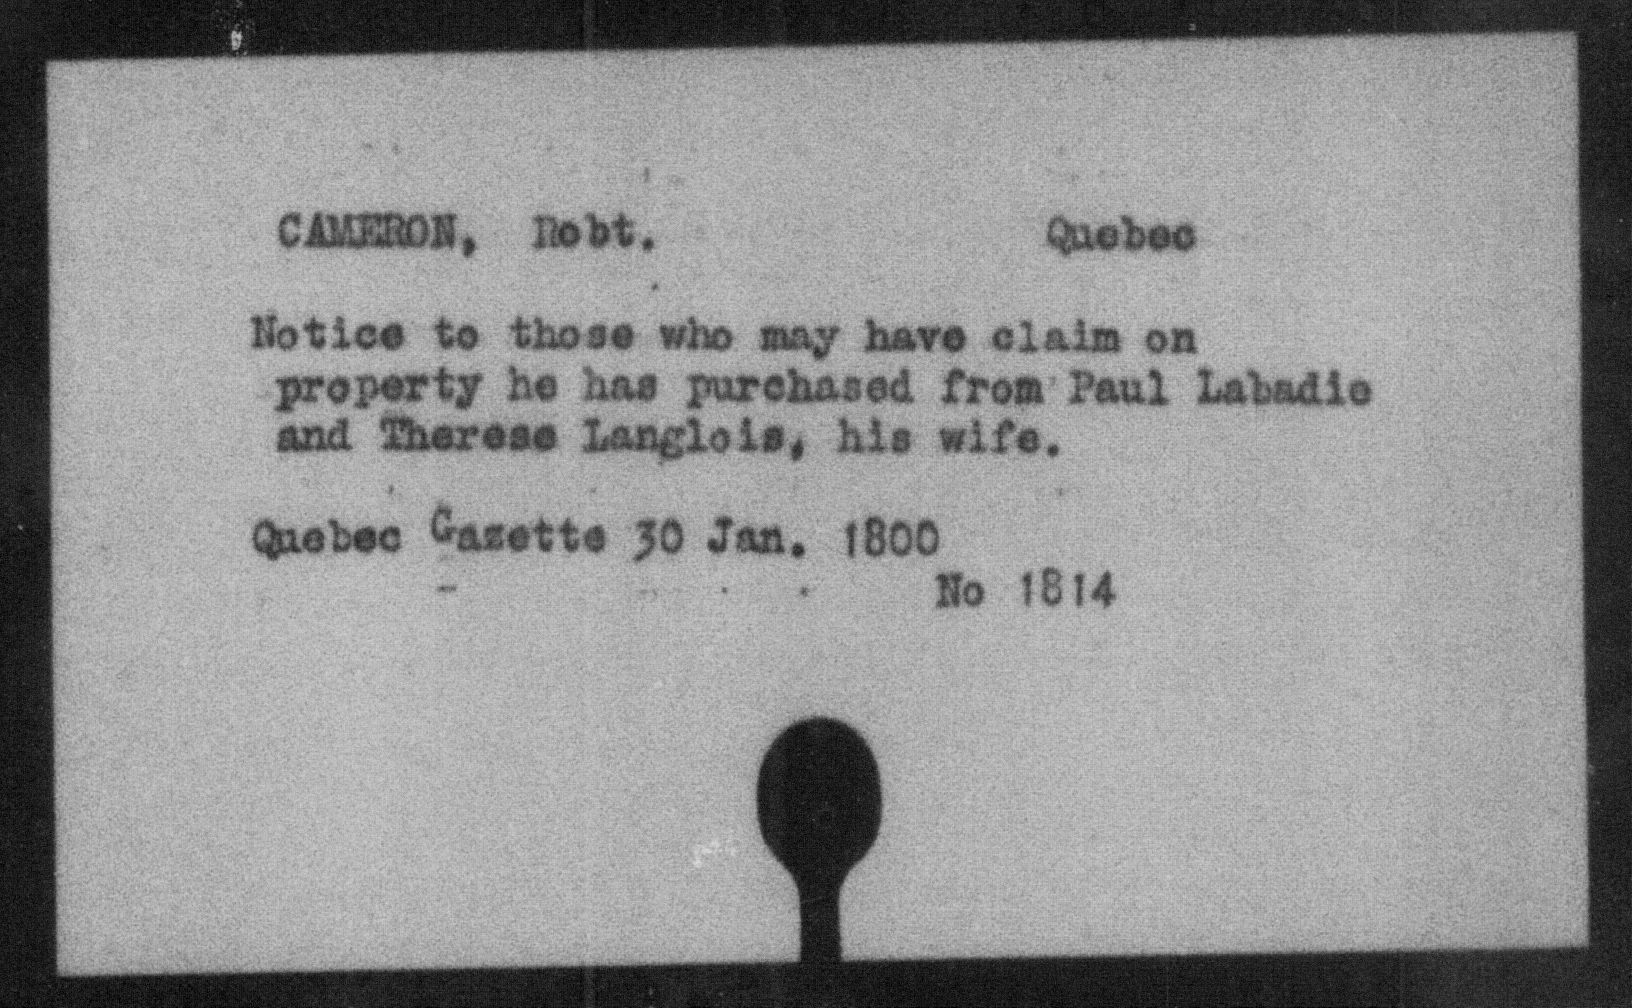 CAMERON, Robt. Quebec
Notice to those who may have claim on
property he has purchased from Paul Labadie
and Therese Langlois, his wife.
Quebec Gazette 30 Jan. 1800
No 1814